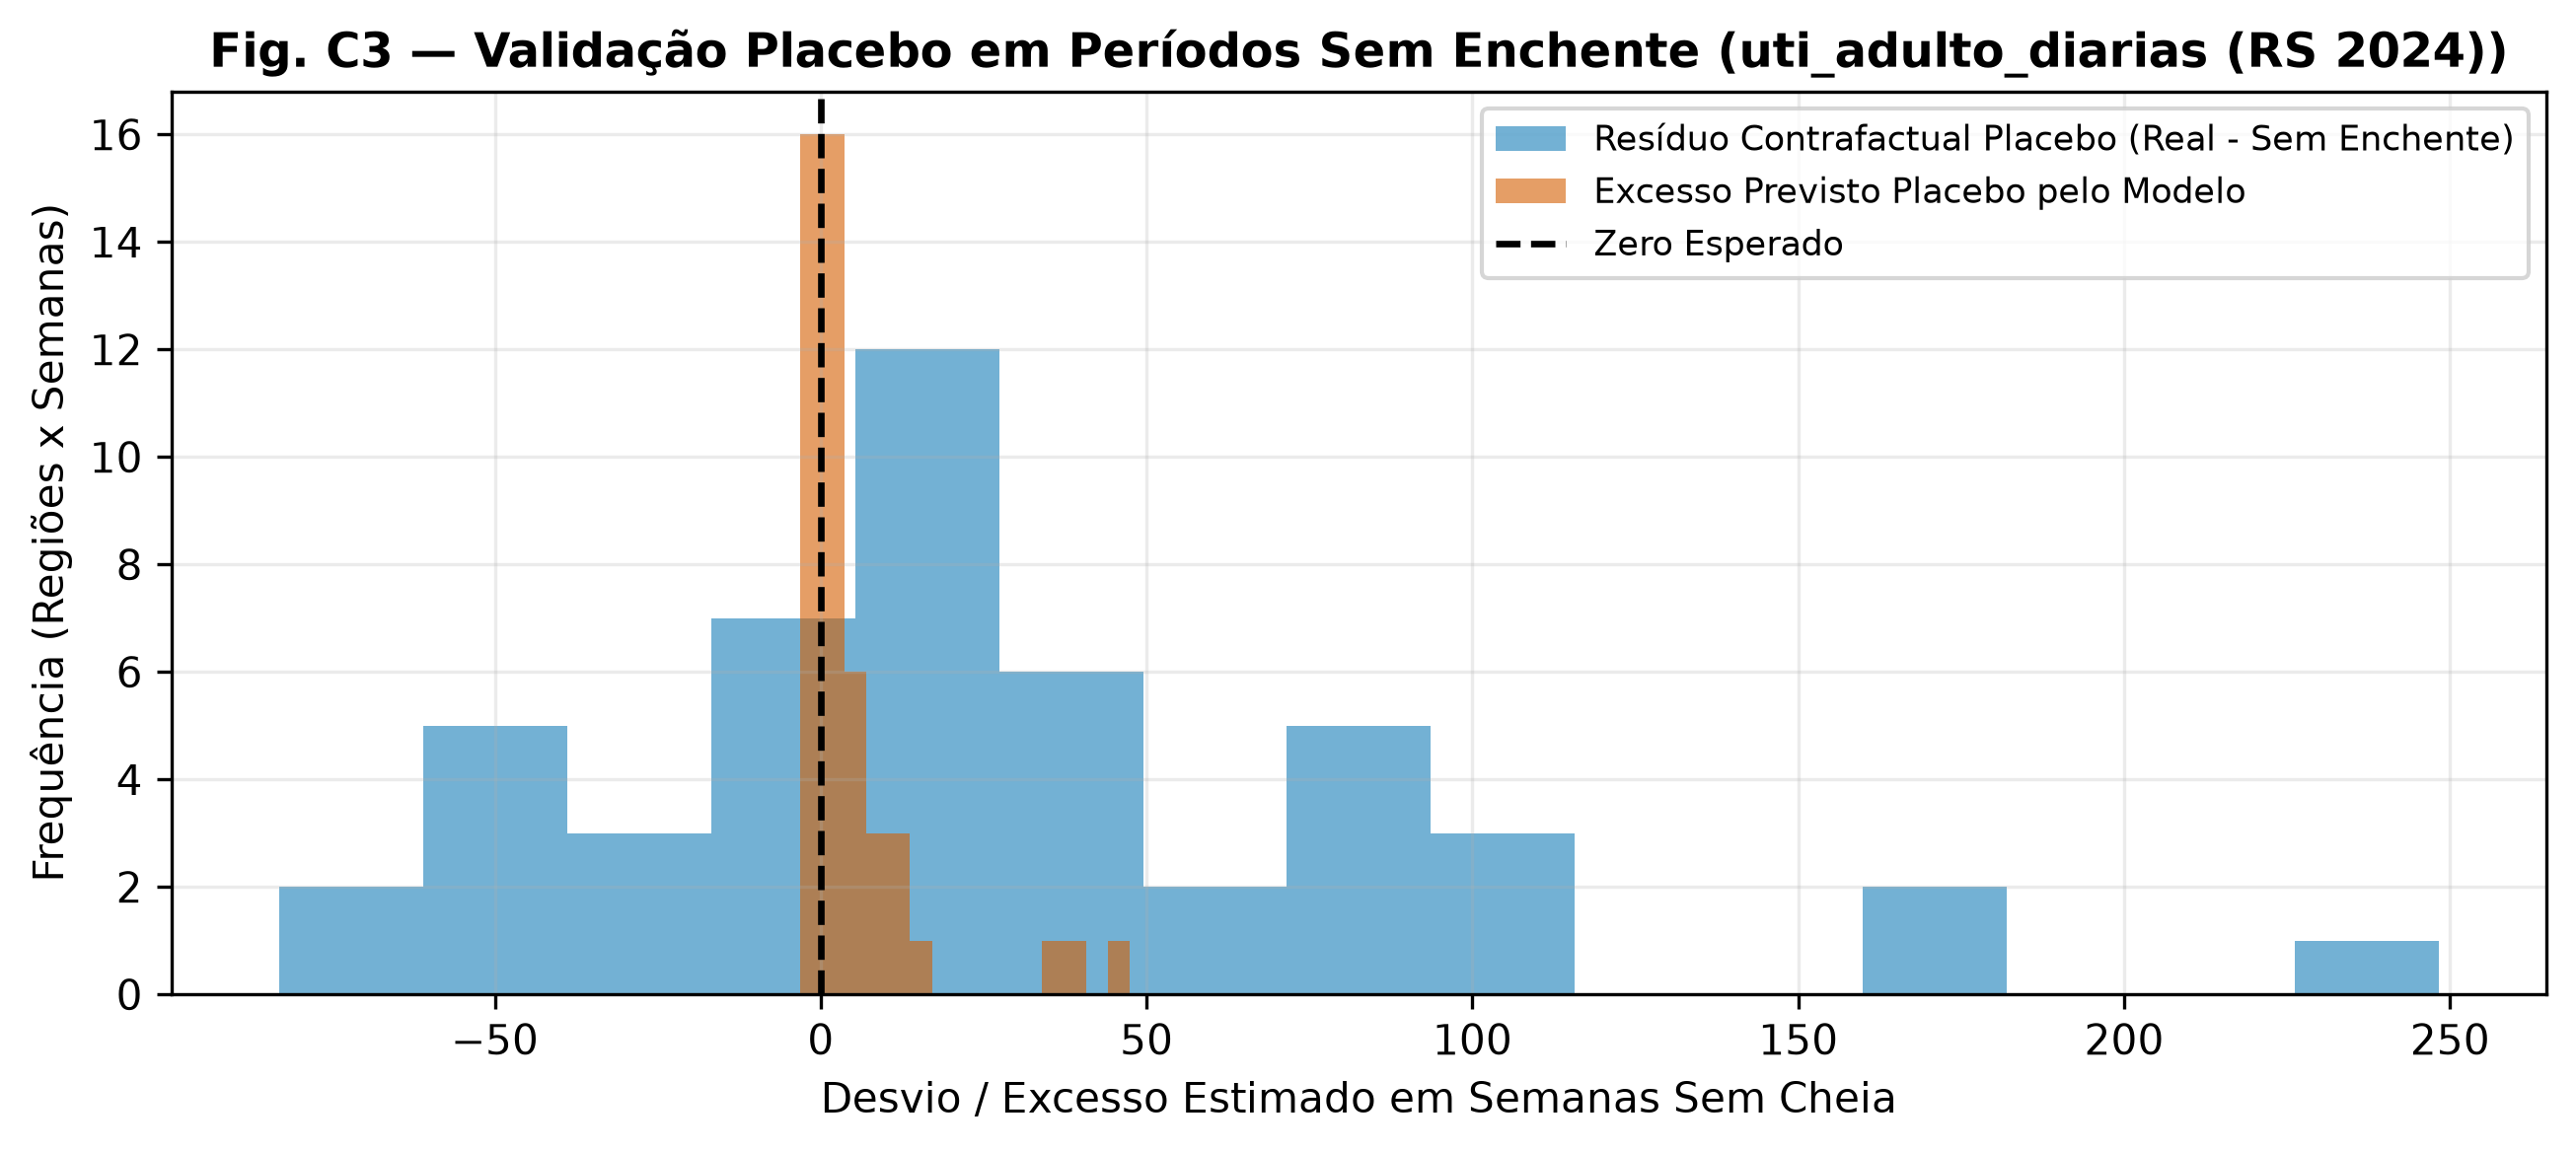 Fig. C3 — Validação Placebo em Períodos Sem Enchente (uti_adulto_diarias (RS 2024))
Resíduo Contrafactual Placebo (Real - Sem Enchente)
Excesso Previsto Placebo pelo Modelo
Zero Esperado
Frequência (Regiões x Semanas)
16
14
12
10
8
6
4
2
0
−50
0
50
100
150
200
250
Desvio / Excesso Estimado em Semanas Sem Cheia